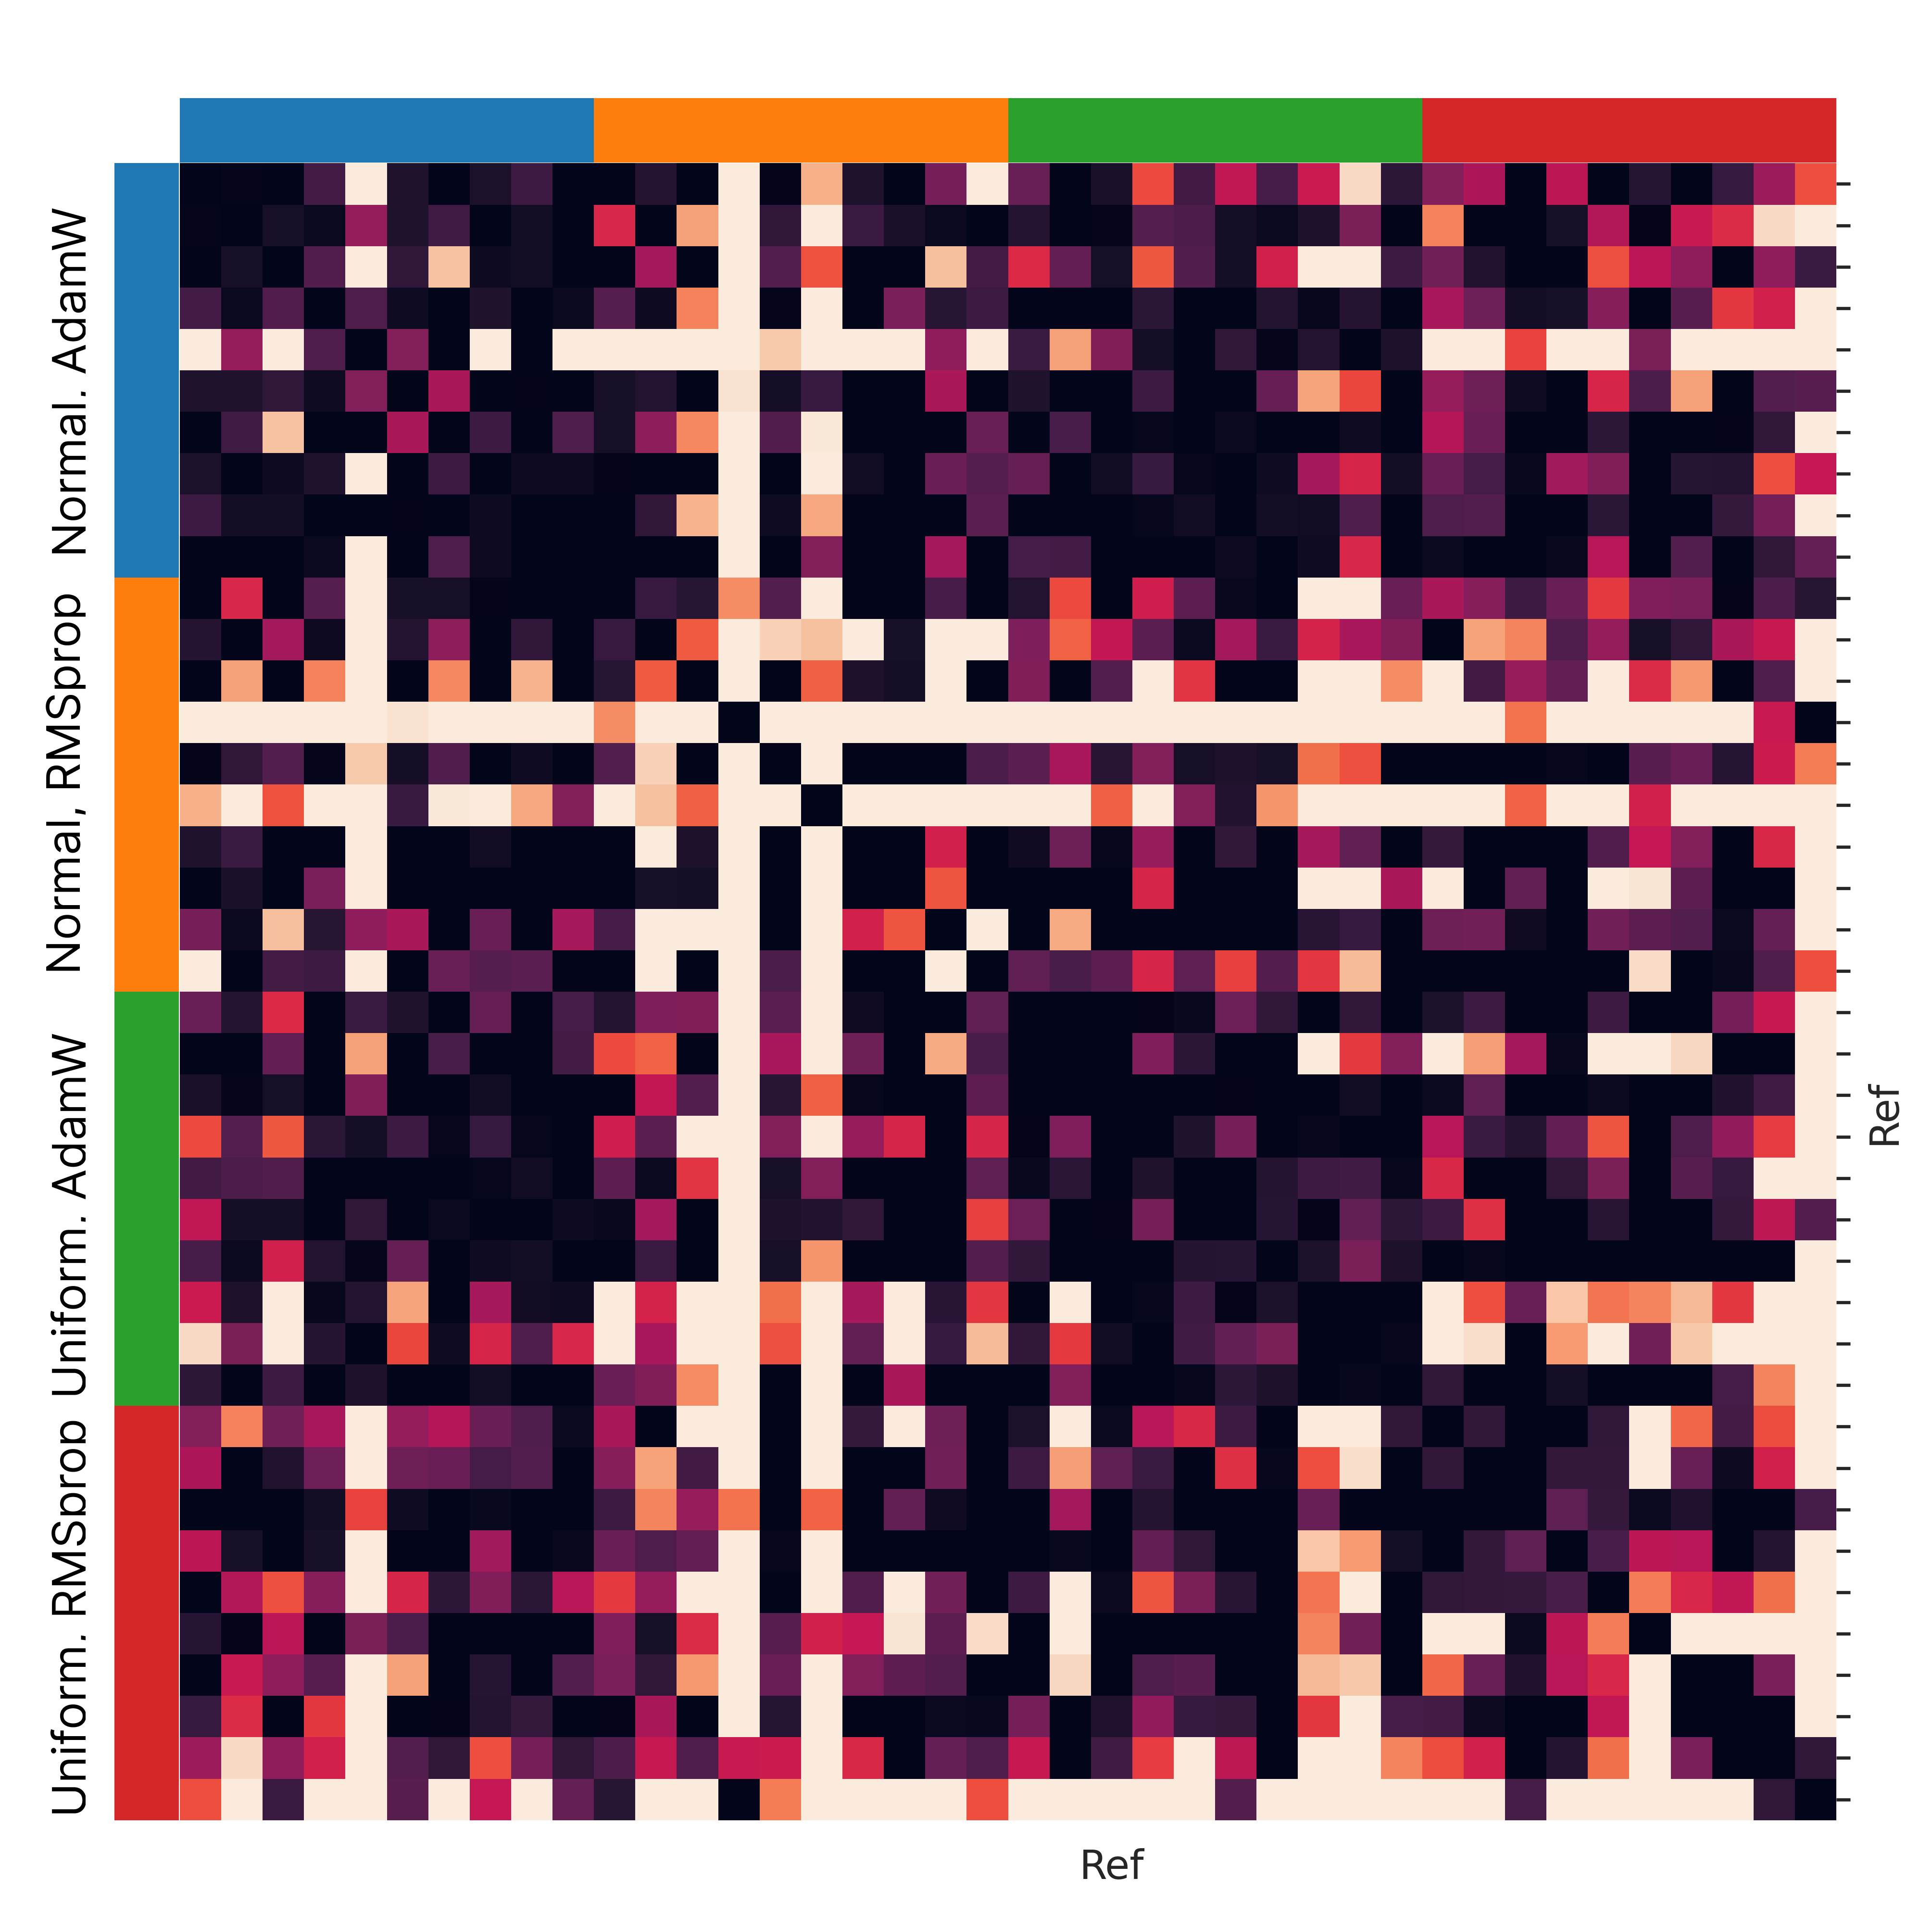 Normal. AdamW
Normal, RMSprop
Uniform. AdamW
Uniform. RMSprop
Ref
Ref